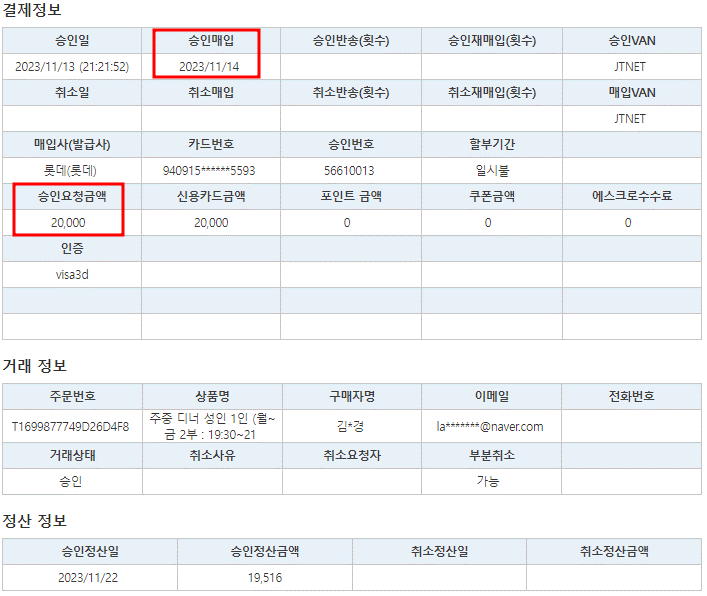 결제정보
승인일 승인매입 승인반송(횟수) 승인재매입(횟수) 승인VAN
2023/11/13 (21:21:52) 2023/11/14 JTNET
취소일 취소매입 취소반송(횟수) 취소재매입(횟수) 매입VAN
JTNET
매입사(발급사) 카드번호 승인번호 할부기간
롯데(롯데) 940915******5593 56610013 일시불
승인요청금액 신용카드금액 포인트 금액 쿠폰금액 에스크로수수료
20,000 20,000 0 0 0
인증
visa3d
거래 정보
주문번호 상품명 구매자명 이메일 전화번호
T1699877749D26D4F8 주중 디너 성인 1인 (월~ 김*경 la*******@naver.com
금 2부 : 19:30~21
거래상태 취소사유 취소요청자 부분취소
승인 가능
정산 정보
승인정산일 승인정산금액 취소정산일 취소정산금액
2023/11/22 19,516